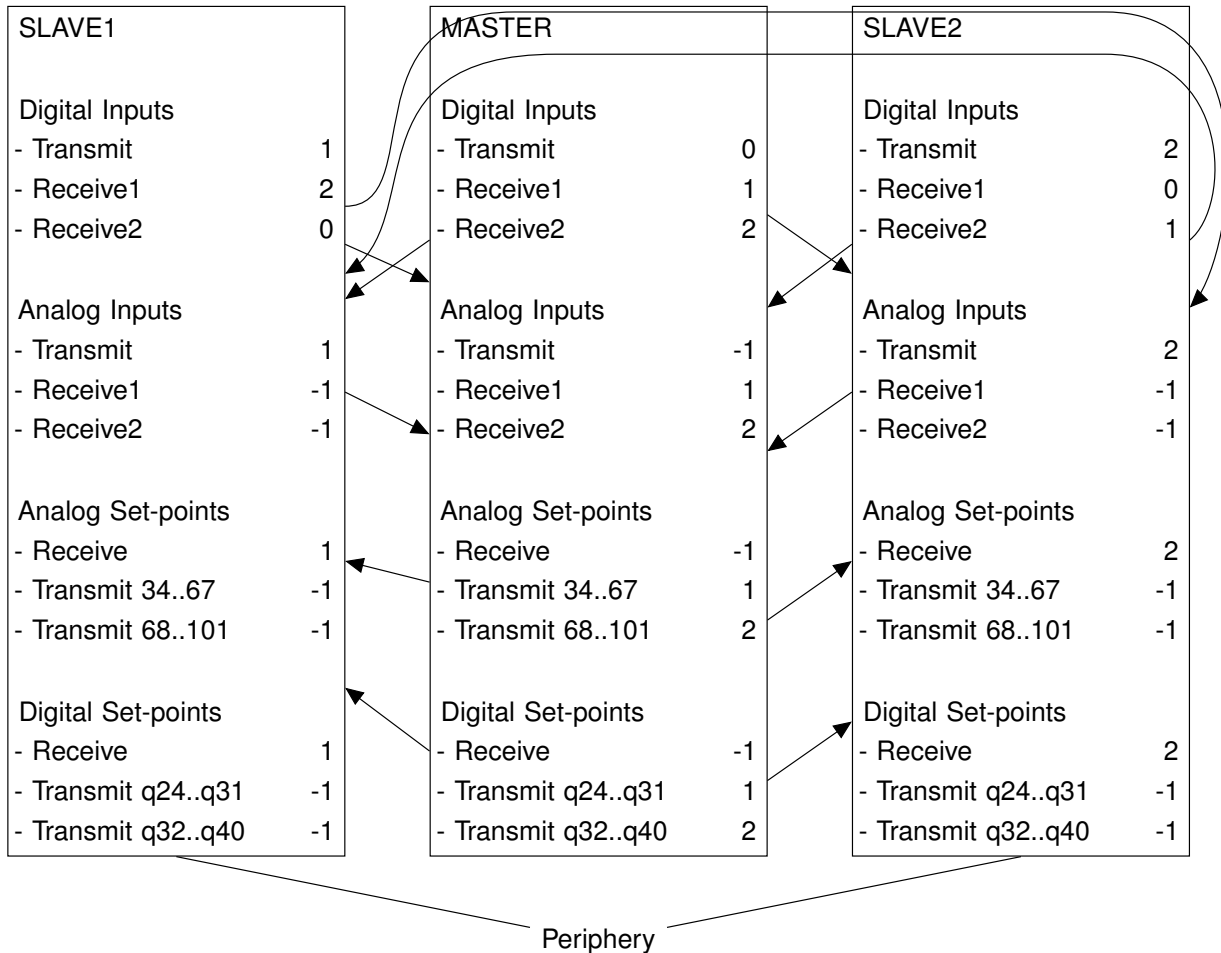 SLAVE1
Digital Inputs
- Transmit 1
- Receive1 2
- Receive2 0
Analog Inputs
- Transmit 1
- Receive1 -1
- Receive2 -1
Analog Set-points
- Receive 1
- Transmit 34..67 -1
- Transmit 68..101 -1
Digital Set-points
- Receive 1
- Transmit q24..q31 -1
- Transmit q32..q40 -1
MASTER
Digital Inputs
- Transmit 0
- Receive1 1
- Receive2 2
Analog Inputs
- Transmit -1
- Receive1 1
- Receive2 2
Analog Set-points
- Receive -1
- Transmit 34..67 1
- Transmit 68..101 2
Digital Set-points
- Receive -1
- Transmit q24..q31 1
- Transmit q32..q40 2
SLAVE2
Digital Inputs
- Transmit 2
- Receive1 0
- Receive2 1
Analog Inputs
- Transmit 2
- Receive1 -1
- Receive2 -1
Analog Set-points
- Receive 2
- Transmit 34..67 -1
- Transmit 68..101 -1
Digital Set-points
- Receive 2
- Transmit q24..q31 -1
- Transmit q32..q40 -1
Periphery